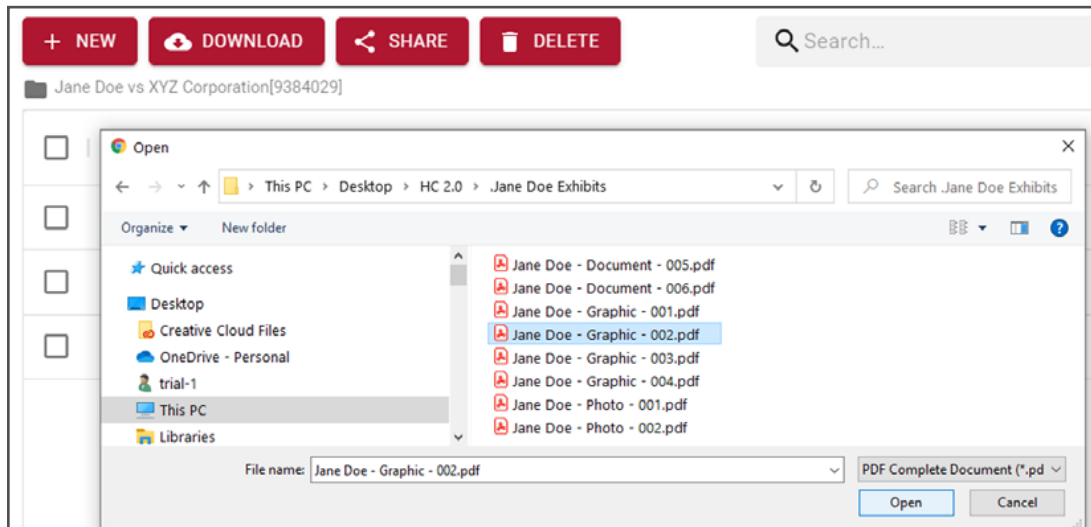 + NEW
DOWNLOAD
SHARE
DELETE
Search...
Jane Doe vs XYZ Corporation[9384029]
Open
This PC > Desktop > HC 2.0 > .Jane Doe Exhibits
Search .Jane Doe Exhibits
Organize
New folder
Quick access
Desktop
Creative Cloud Files
OneDrive - Personal
trial-1
This PC
Libraries
Jane Doe - Document - 005.pdf
Jane Doe - Document - 006.pdf
Jane Doe - Graphic - 001.pdf
Jane Doe - Graphic - 002.pdf
Jane Doe - Graphic - 003.pdf
Jane Doe - Graphic - 004.pdf
Jane Doe - Photo - 001.pdf
Jane Doe - Photo - 002.pdf
File name: Jane Doe - Graphic - 002.pdf
PDF Complete Document (*.pd
Open
Cancel